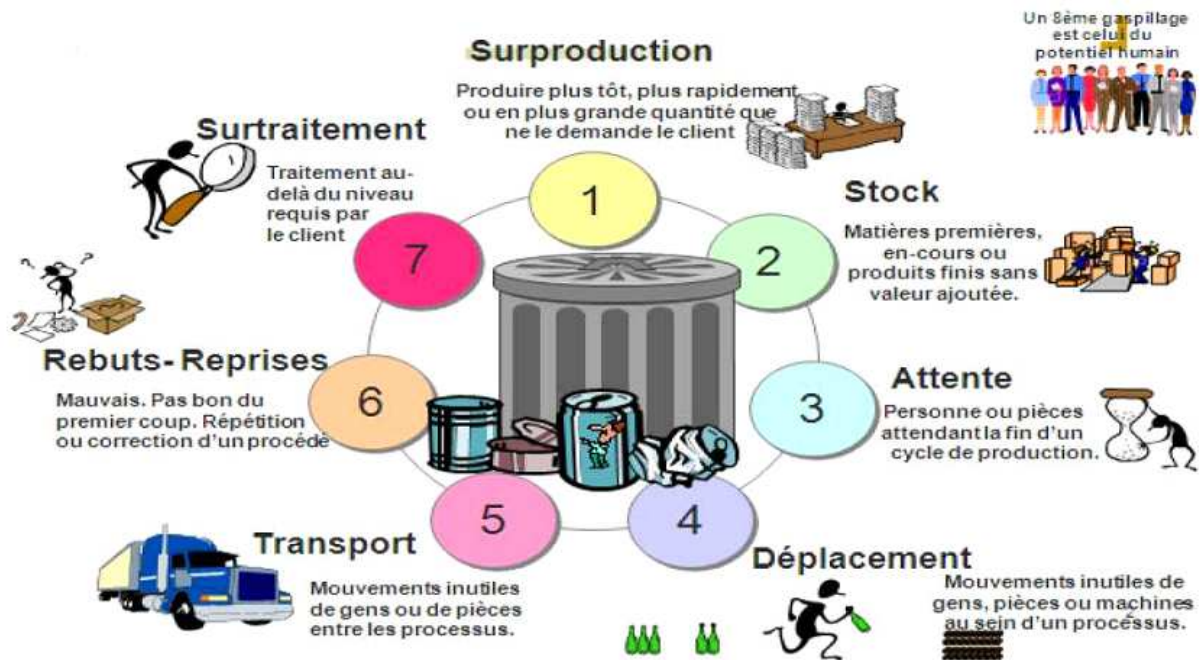 Un 8ème gaspillage
est celui du
potentiel humain
Surproduction
Produire plus tôt, plus rapidement
ou en plus grande quantité que
ne le demande le client
1
Stock
Matières premières,
en-cours ou
produits finis sans
valeur ajoutée.
2
Attente
Personne ou pièces
attendant la fin d'un
cycle de production.
3
Déplacement
Mouvements inutiles de
gens, pièces ou machines
au sein d'un processus.
4
Transport
Mouvements inutiles
de gens ou de pièces
entre les processus.
5
Rebuts- Reprises
Mauvais. Pas bon du
premier coup. Répétition
ou correction d'un procédé
6
Surtraitement
Traitement au-
delà du niveau
requis par
le client
7